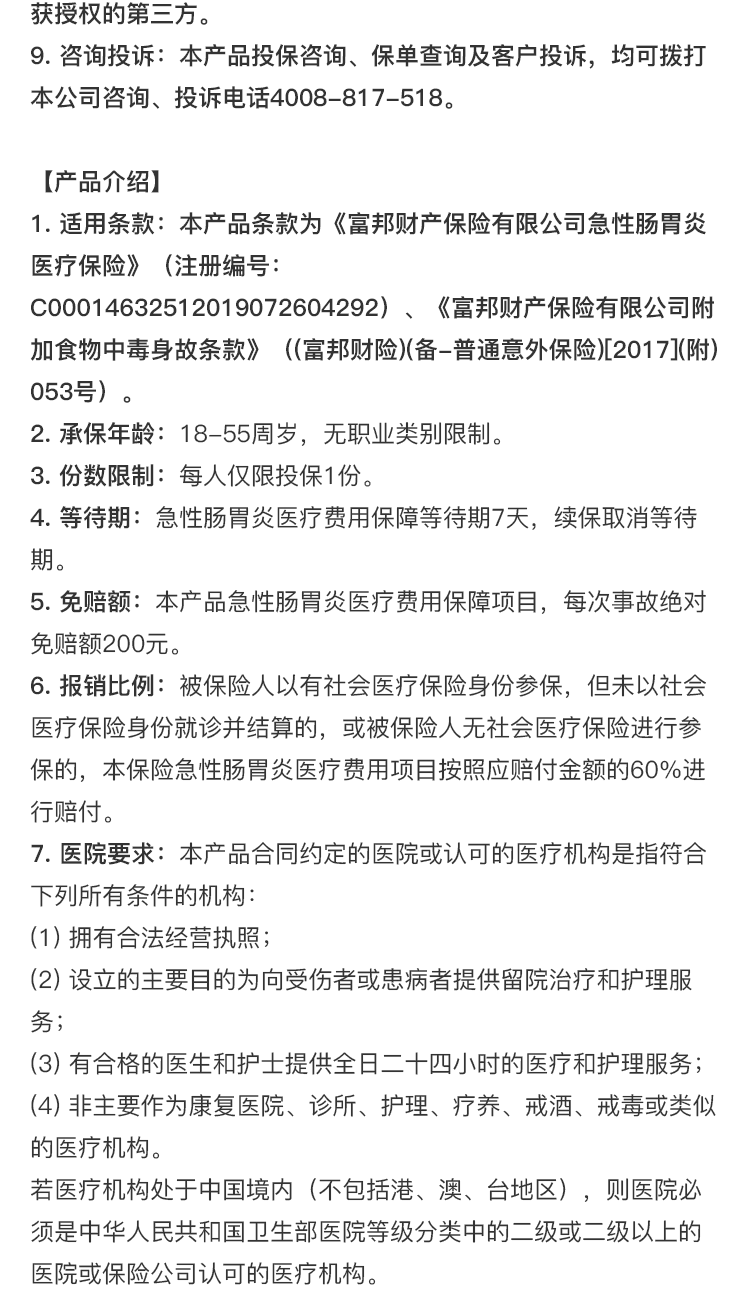 获授权的第三方。
9. 咨询投诉：本产品投保咨询、保单查询及客户投诉，均可拨打
本公司咨询、投诉电话4008-817-518。
【产品介绍】
1. 适用条款：本产品条款为《富邦财产保险有限公司急性肠胃炎
医疗保险》（注册编号：
C00014632512019072604292）、《富邦财产保险有限公司附
加食物中毒身故条款》（(富邦财险)(备-普通意外保险)[2017](附)
053号）。
2. 承保年龄：18-55周岁，无职业类别限制。
3. 份数限制：每人仅限投保1份。
4. 等待期：急性肠胃炎医疗费用保障等待期7天，续保取消等待
期。
5. 免赔额：本产品急性肠胃炎医疗费用保障项目，每次事故绝对
免赔额200元。
6. 报销比例：被保险人以有社会医疗保险身份参保，但未以社会
医疗保险身份就诊并结算的，或被保险人无社会医疗保险进行参
保的，本保险急性肠胃炎医疗费用项目按照应赔付金额的60%进
行赔付。
7. 医院要求：本产品合同约定的医院或认可的医疗机构是指符合
下列所有条件的机构：
(1) 拥有合法经营执照；
(2) 设立的主要目的为向受伤者或患病者提供留院治疗和护理服
务；
(3) 有合格的医生和护士提供全日二十四小时的医疗和护理服务；
(4) 非主要作为康复医院、诊所、护理、疗养、戒酒、戒毒或类似
的医疗机构。
若医疗机构处于中国境内（不包括港、澳、台地区），则医院必
须是中华人民共和国卫生部医院等级分类中的二级或二级以上的
医院或保险公司认可的医疗机构。